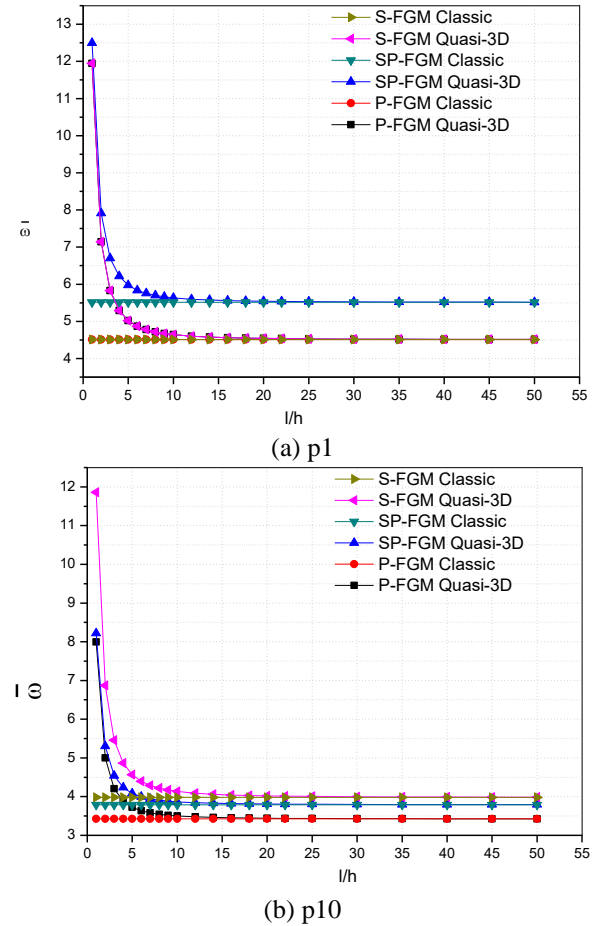 S-FGM Classic
S-FGM Quasi-3D
SP-FGM Classic
SP-FGM Quasi-3D
P-FGM Classic
P-FGM Quasi-3D
13
12
11
10
9
8
7
6
5
4
ω
0 5 10 15 20 25 30 35 40 45 50 55
l/h
(a) p1
S-FGM Classic
S-FGM Quasi-3D
SP-FGM Classic
SP-FGM Quasi-3D
P-FGM Classic
P-FGM Quasi-3D
12
11
10
9
8
7
6
5
4
3
ω̅
0 5 10 15 20 25 30 35 40 45 50 55
l/h
(b) p10